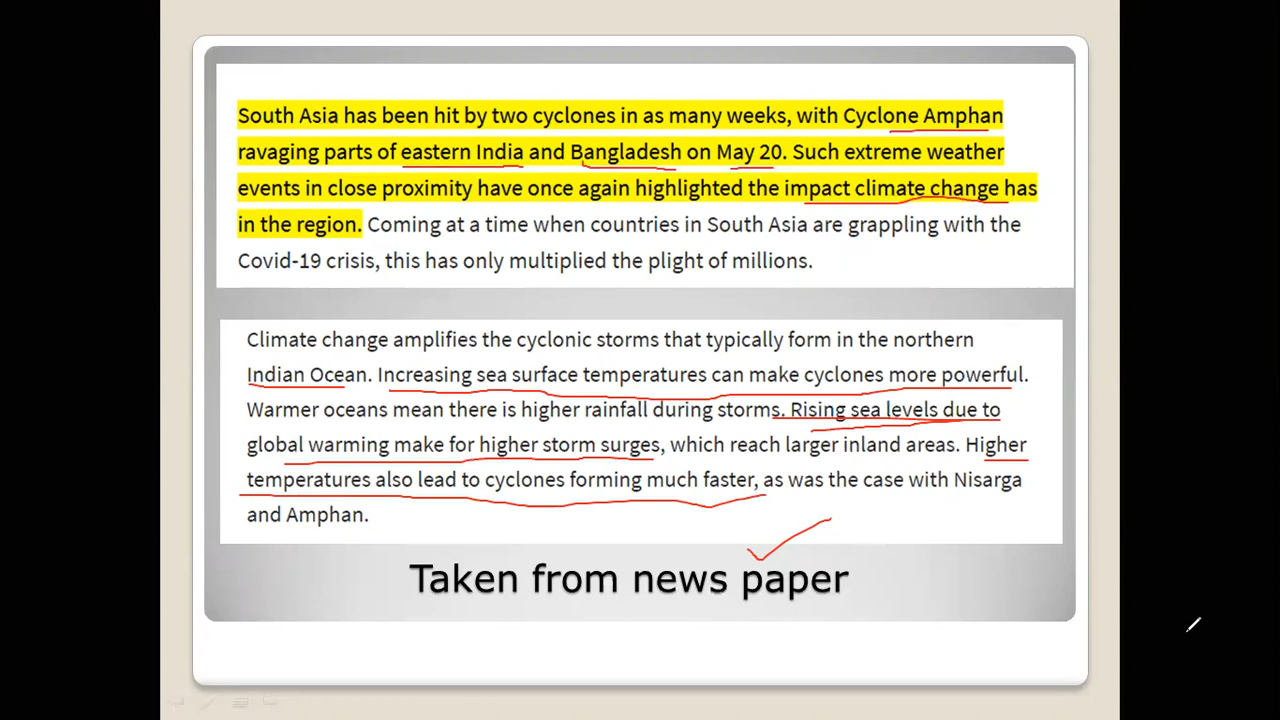 South Asia has been hit by two cyclones in as many weeks, with Cyclone Amphan
ravaging parts of eastern India and Bangladesh on May 20. Such extreme weather
events in close proximity have once again highlighted the impact climate change has
in the region. Coming at a time when countries in South Asia are grappling with the
Covid-19 crisis, this has only multiplied the plight of millions.
Climate change amplifies the cyclonic storms that typically form in the northern
Indian Ocean. Increasing sea surface temperatures can make cyclones more powerful.
Warmer oceans mean there is higher rainfall during storms. Rising sea levels due to
global warming make for higher storm surges, which reach larger inland areas. Higher
temperatures also lead to cyclones forming much faster, as was the case with Nisarga
and Amphan.
Taken from news paper